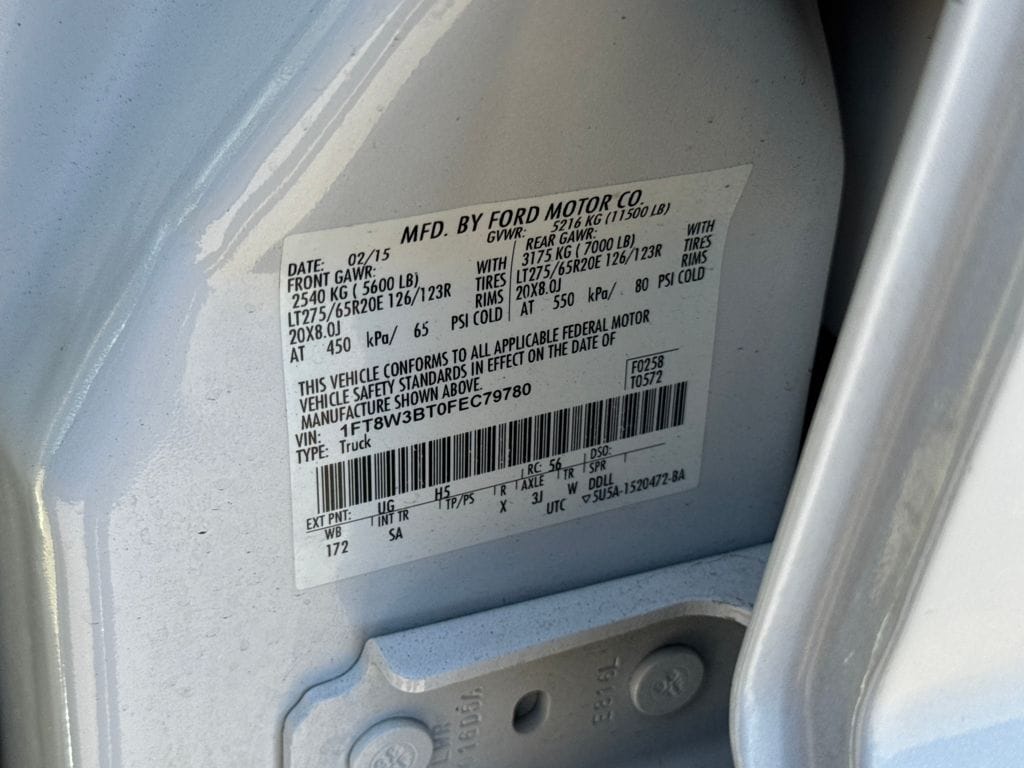 MFD. BY FORD MOTOR CO.
DATE: 02/15
GVWR: 5216 KG (11500 LB)
FRONT GAWR:
2540 KG ( 5600 LB) WITH
LT275/65R20E 126/123R TIRES
20X8.0J RIMS
AT 450 kPa/ 65 PSI COLD
REAR GAWR:
3175 KG ( 7000 LB) WITH
LT275/65R20E 126/123R TIRES
20X8.0J RIMS
AT 550 kPa/ 80 PSI COLD
THIS VEHICLE CONFORMS TO ALL APPLICABLE FEDERAL MOTOR
VEHICLE SAFETY STANDARDS IN EFFECT ON THE DATE OF
MANUFACTURE SHOWN ABOVE.
VIN: 1FT8W3BT0FEC79780
TYPE: Truck
F0258
T0572
EXT PNT: UG H5 RC: 56 DSO:
WB INT TR TP/PS R AXLE TR SPR
172 SA X 3J W DDLL
UTC ▽5U5A-1520472-BA
E816L